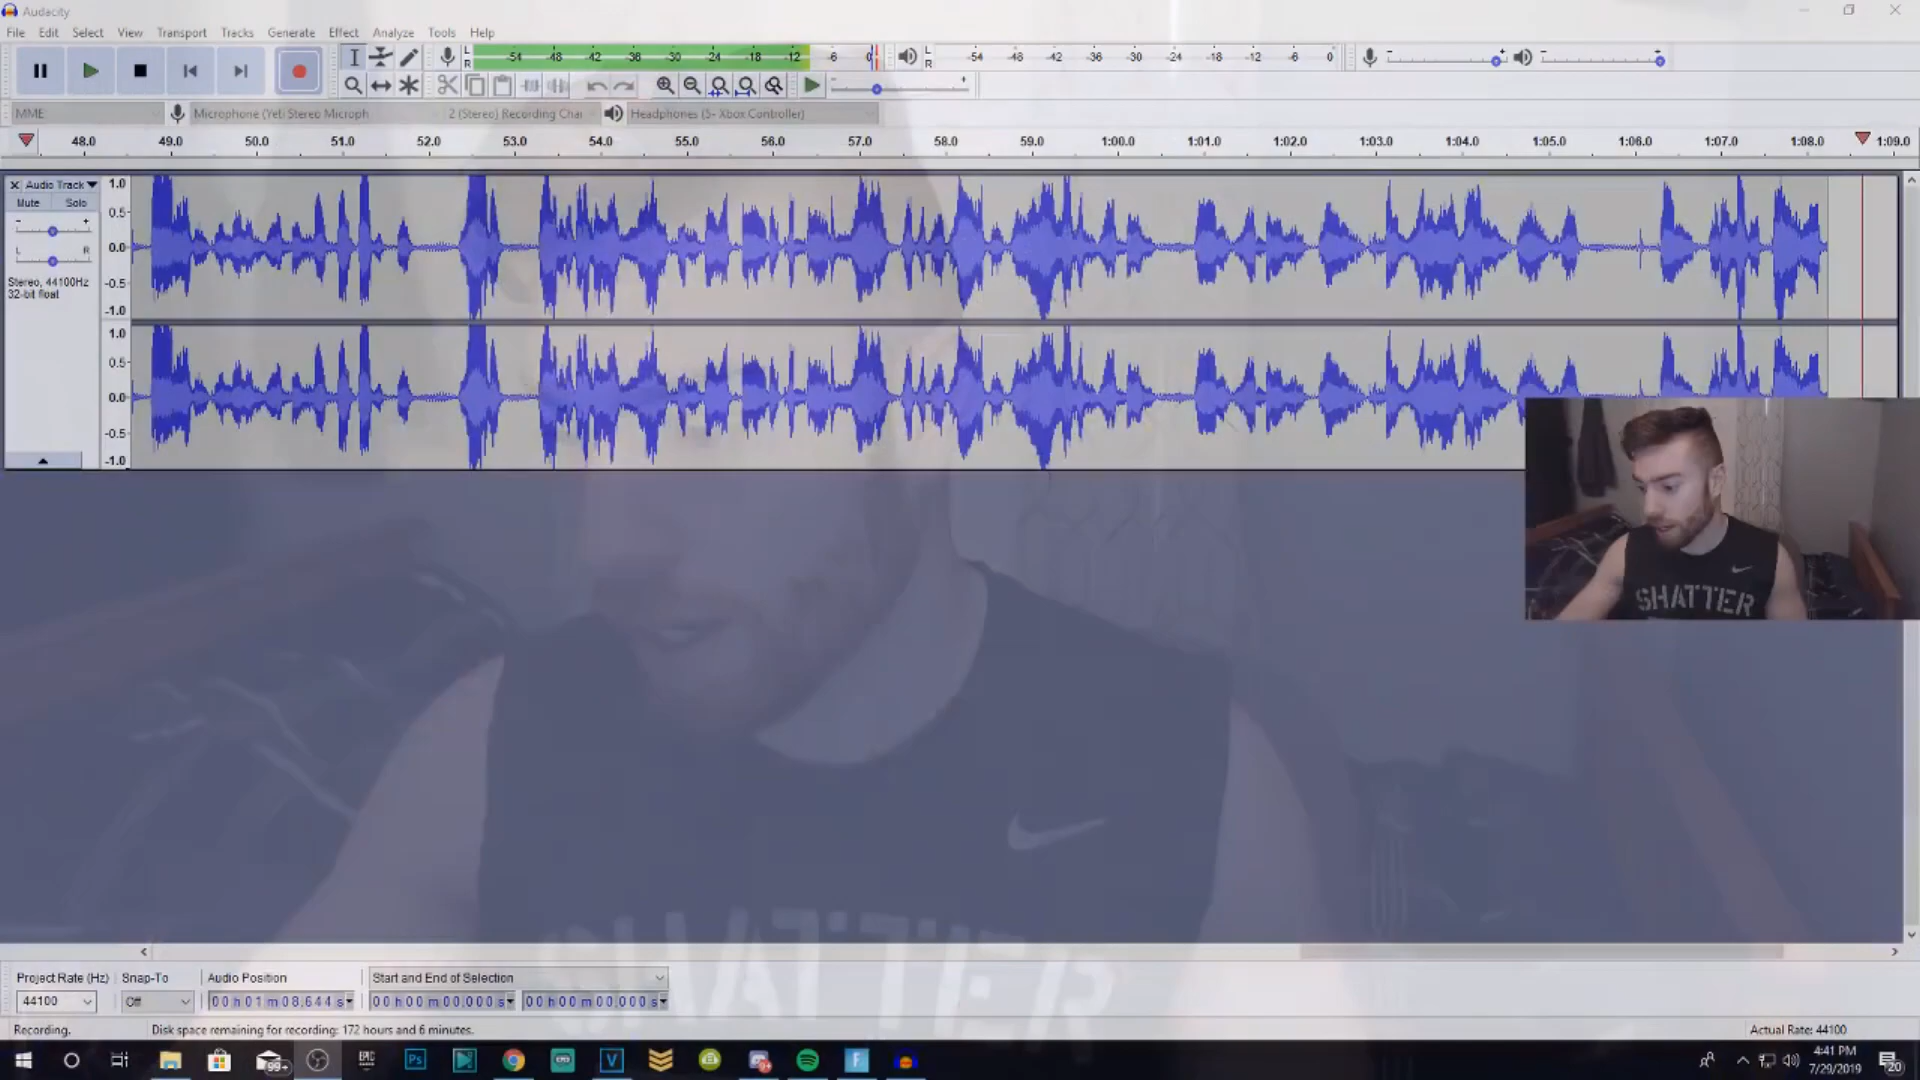 Audacity
File Edit Select View Transport Tracks Generate Effect Analyze Tools Help
L R -54 -48 -42 -36 -30 -24 -18 -12 -6 0 L R -54 -48 -42 -36 -30 -24 -18 -12 -6 0
MME Microphone (Yeti Stereo Microph 2 (Stereo) Recording Chai Headphones (5- Xbox Controller)
48.0 49.0 50.0 51.0 52.0 53.0 54.0 55.0 56.0 57.0 58.0 59.0 1:00.0 1:01.0 1:02.0 1:03.0 1:04.0 1:05.0 1:06.0 1:07.0 1:08.0 1:09.0
Audio Track 1.0
Mute Solo
0.5
- +
L R 0.0
Stereo, 44100Hz -0.5
32-bit float
-1.0
1.0
0.5
0.0
-0.5
-1.0
SHATTER
SHATTER
Project Rate (Hz) Snap-To Audio Position Start and End of Selection
44100 Off 00 h 01 m 08.644 s 00 h 00 m 00.000 s 00 h 00 m 00.000 s
Recording. Disk space remaining for recording: 172 hours and 6 minutes. Actual Rate: 44100
99+ EPIC Ps V F 4:41 PM
7/29/2019 20